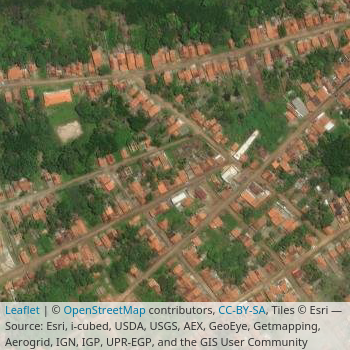 Leaflet | © OpenStreetMap contributors, CC-BY-SA, Tiles © Esri —
Source: Esri, i-cubed, USDA, USGS, AEX, GeoEye, Getmapping,
Aerogrid, IGN, IGP, UPR-EGP, and the GIS User Community